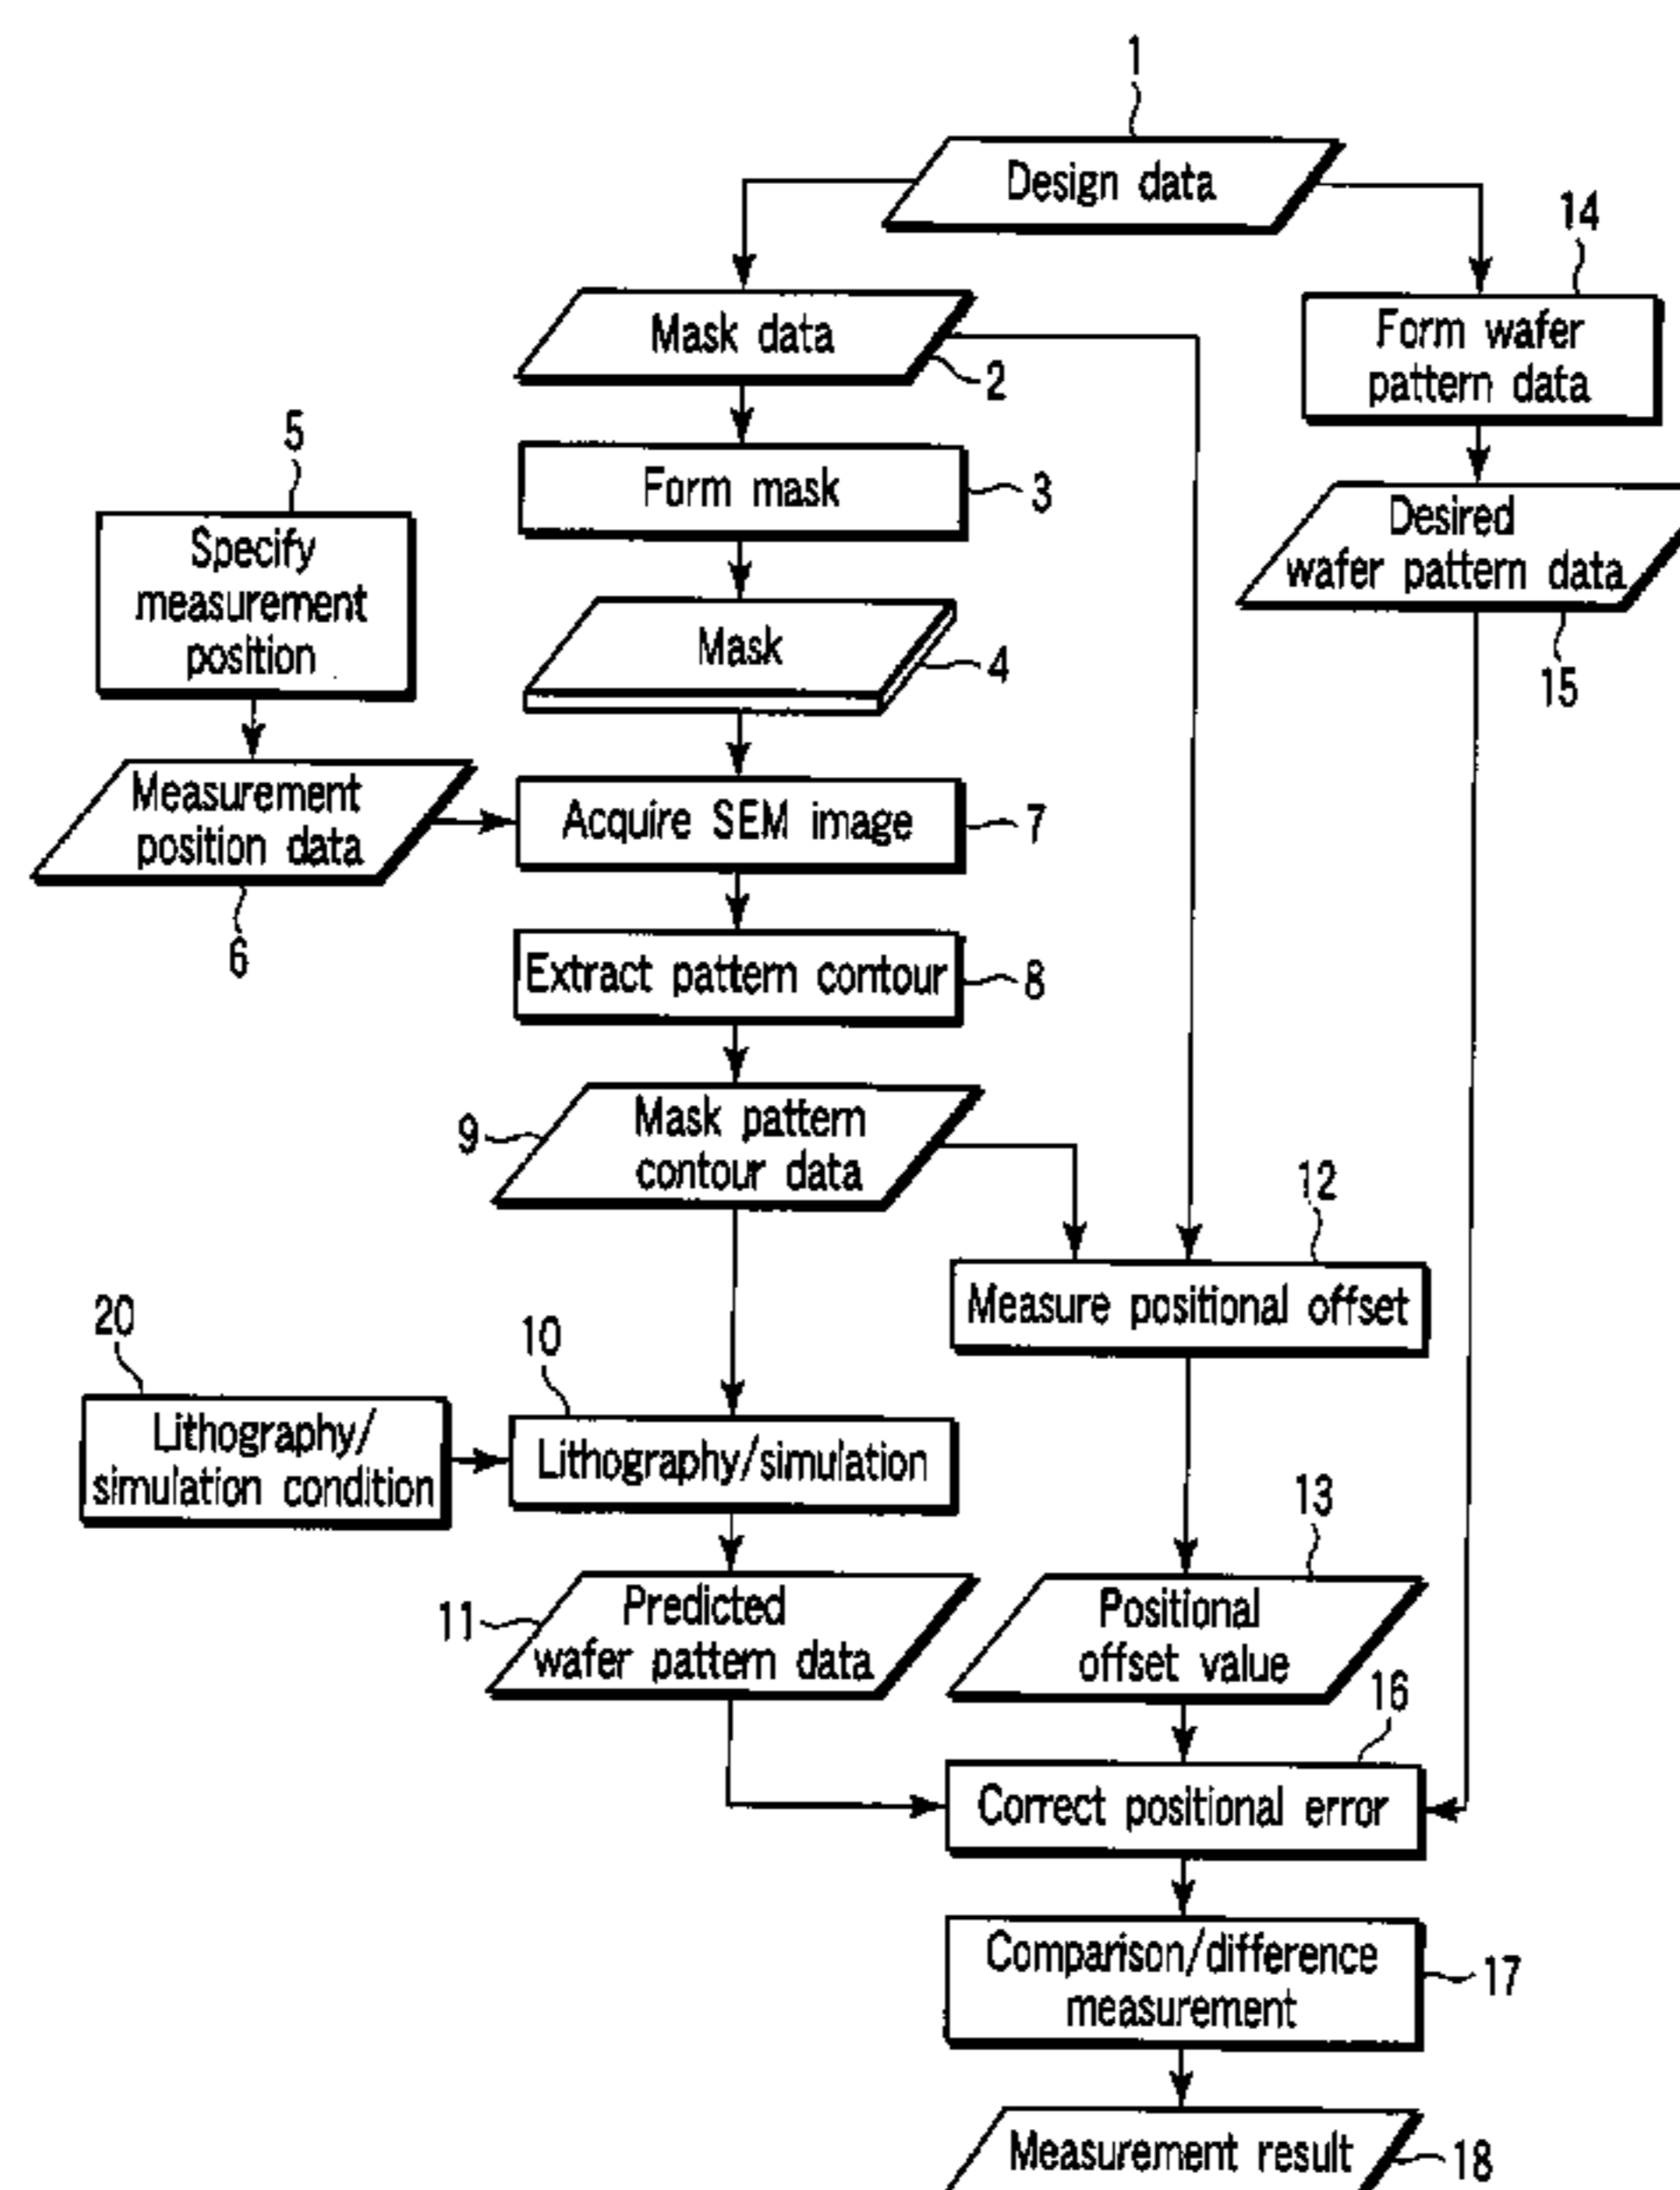 1
Design data
14
Mask data
2
Form wafer
pattern data
5
Form mask
3
Specify
measurement
position
Desired
wafer pattern data
15
Mask
4
Measurement
position data
6
Acquire SEM image
7
Extract pattern contour
8
9
Mask pattern
contour data
12
Measure positional offset
20
Lithography/
simulation condition
10
Lithography/simulation
13
11
Predicted
wafer pattern data
Positional
offset value
16
Correct positional error
Comparison/difference
measurement
17
Measurement result
18